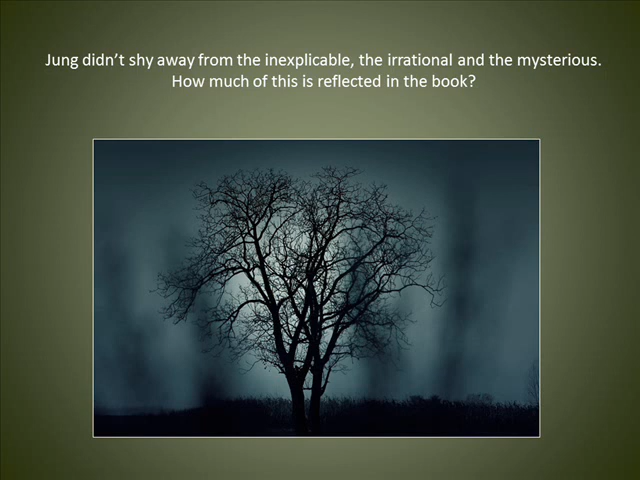 Jung didn’t shy away from the inexplicable, the irrational and the mysterious.
How much of this is reflected in the book?